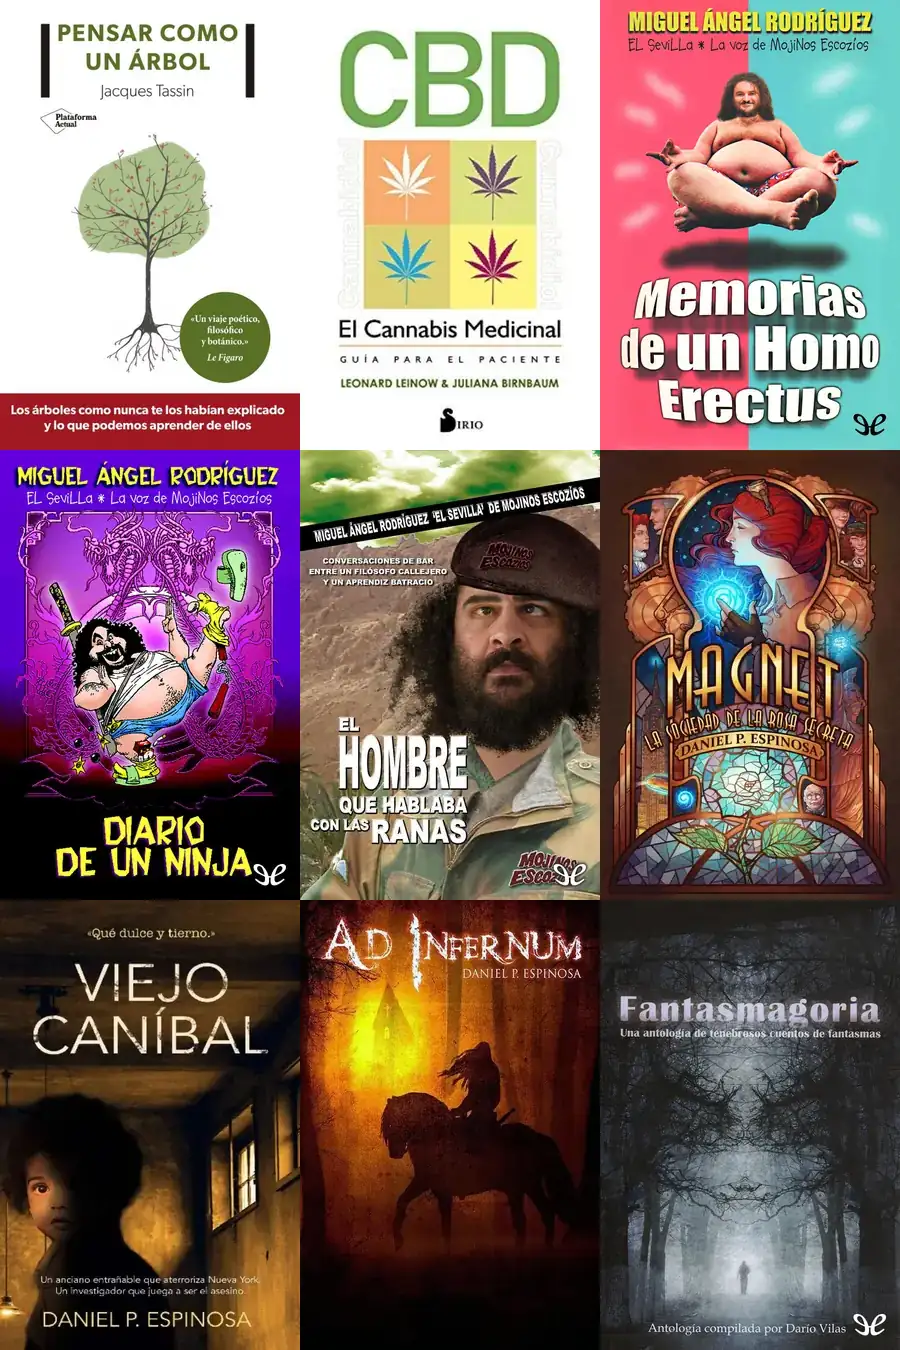 PENSAR COMO
UN ÁRBOL
Jacques Tassin
Plataforma
Actual
«Un viaje poético,
filosófico
y botánico.»
Le Figaro
Los árboles como nunca te los habían explicado
y lo que podemos aprender de ellos
CBD
Cannabidiol
Cannabidiol
El Cannabis Medicinal
GUÍA PARA EL PACIENTE
LEONARD LEINOW & JULIANA BIRNBAUM
SIRIO
MIGUEL ÁNGEL RODRÍGUEZ
EL SEVILLA * LA VOZ DE MOJINOS ESCOZÍOS
Memorias
de un Homo
Erectus
MIGUEL ÁNGEL RODRÍGUEZ
EL SEVILLA * LA VOZ DE MOJINOS ESCOZÍOS
DIARIO
DE UN NINJA
MIGUEL ÁNGEL RODRÍGUEZ 'EL SEVILLA' DE MOJINOS ESCOZÍOS
CONVERSACIONES DE BAR
ENTRE UN FILÓSOFO CALLEJERO
Y UN APRENDIZ BATRACIO
MOJINOS
ESCOZIOS
EL
HOMBRE
QUE HABLABA
CON LAS RANAS
MOJINOS
MAGNET
LA SOCIEDAD DE LA ROSA SECRETA
DANIEL P. ESPINOSA
«Qué dulce y tierno.»
VIEJO
CANÍBAL
Un anciano entrañable que aterroriza Nueva York.
Un investigador que juega a ser el asesino.
DANIEL P. ESPINOSA
AD INFERNUM
DANIEL P. ESPINOSA
Fantasmagoria
Una antología de tenebrosos cuentos de fantasmas
Antología compilada por Darío Vilas